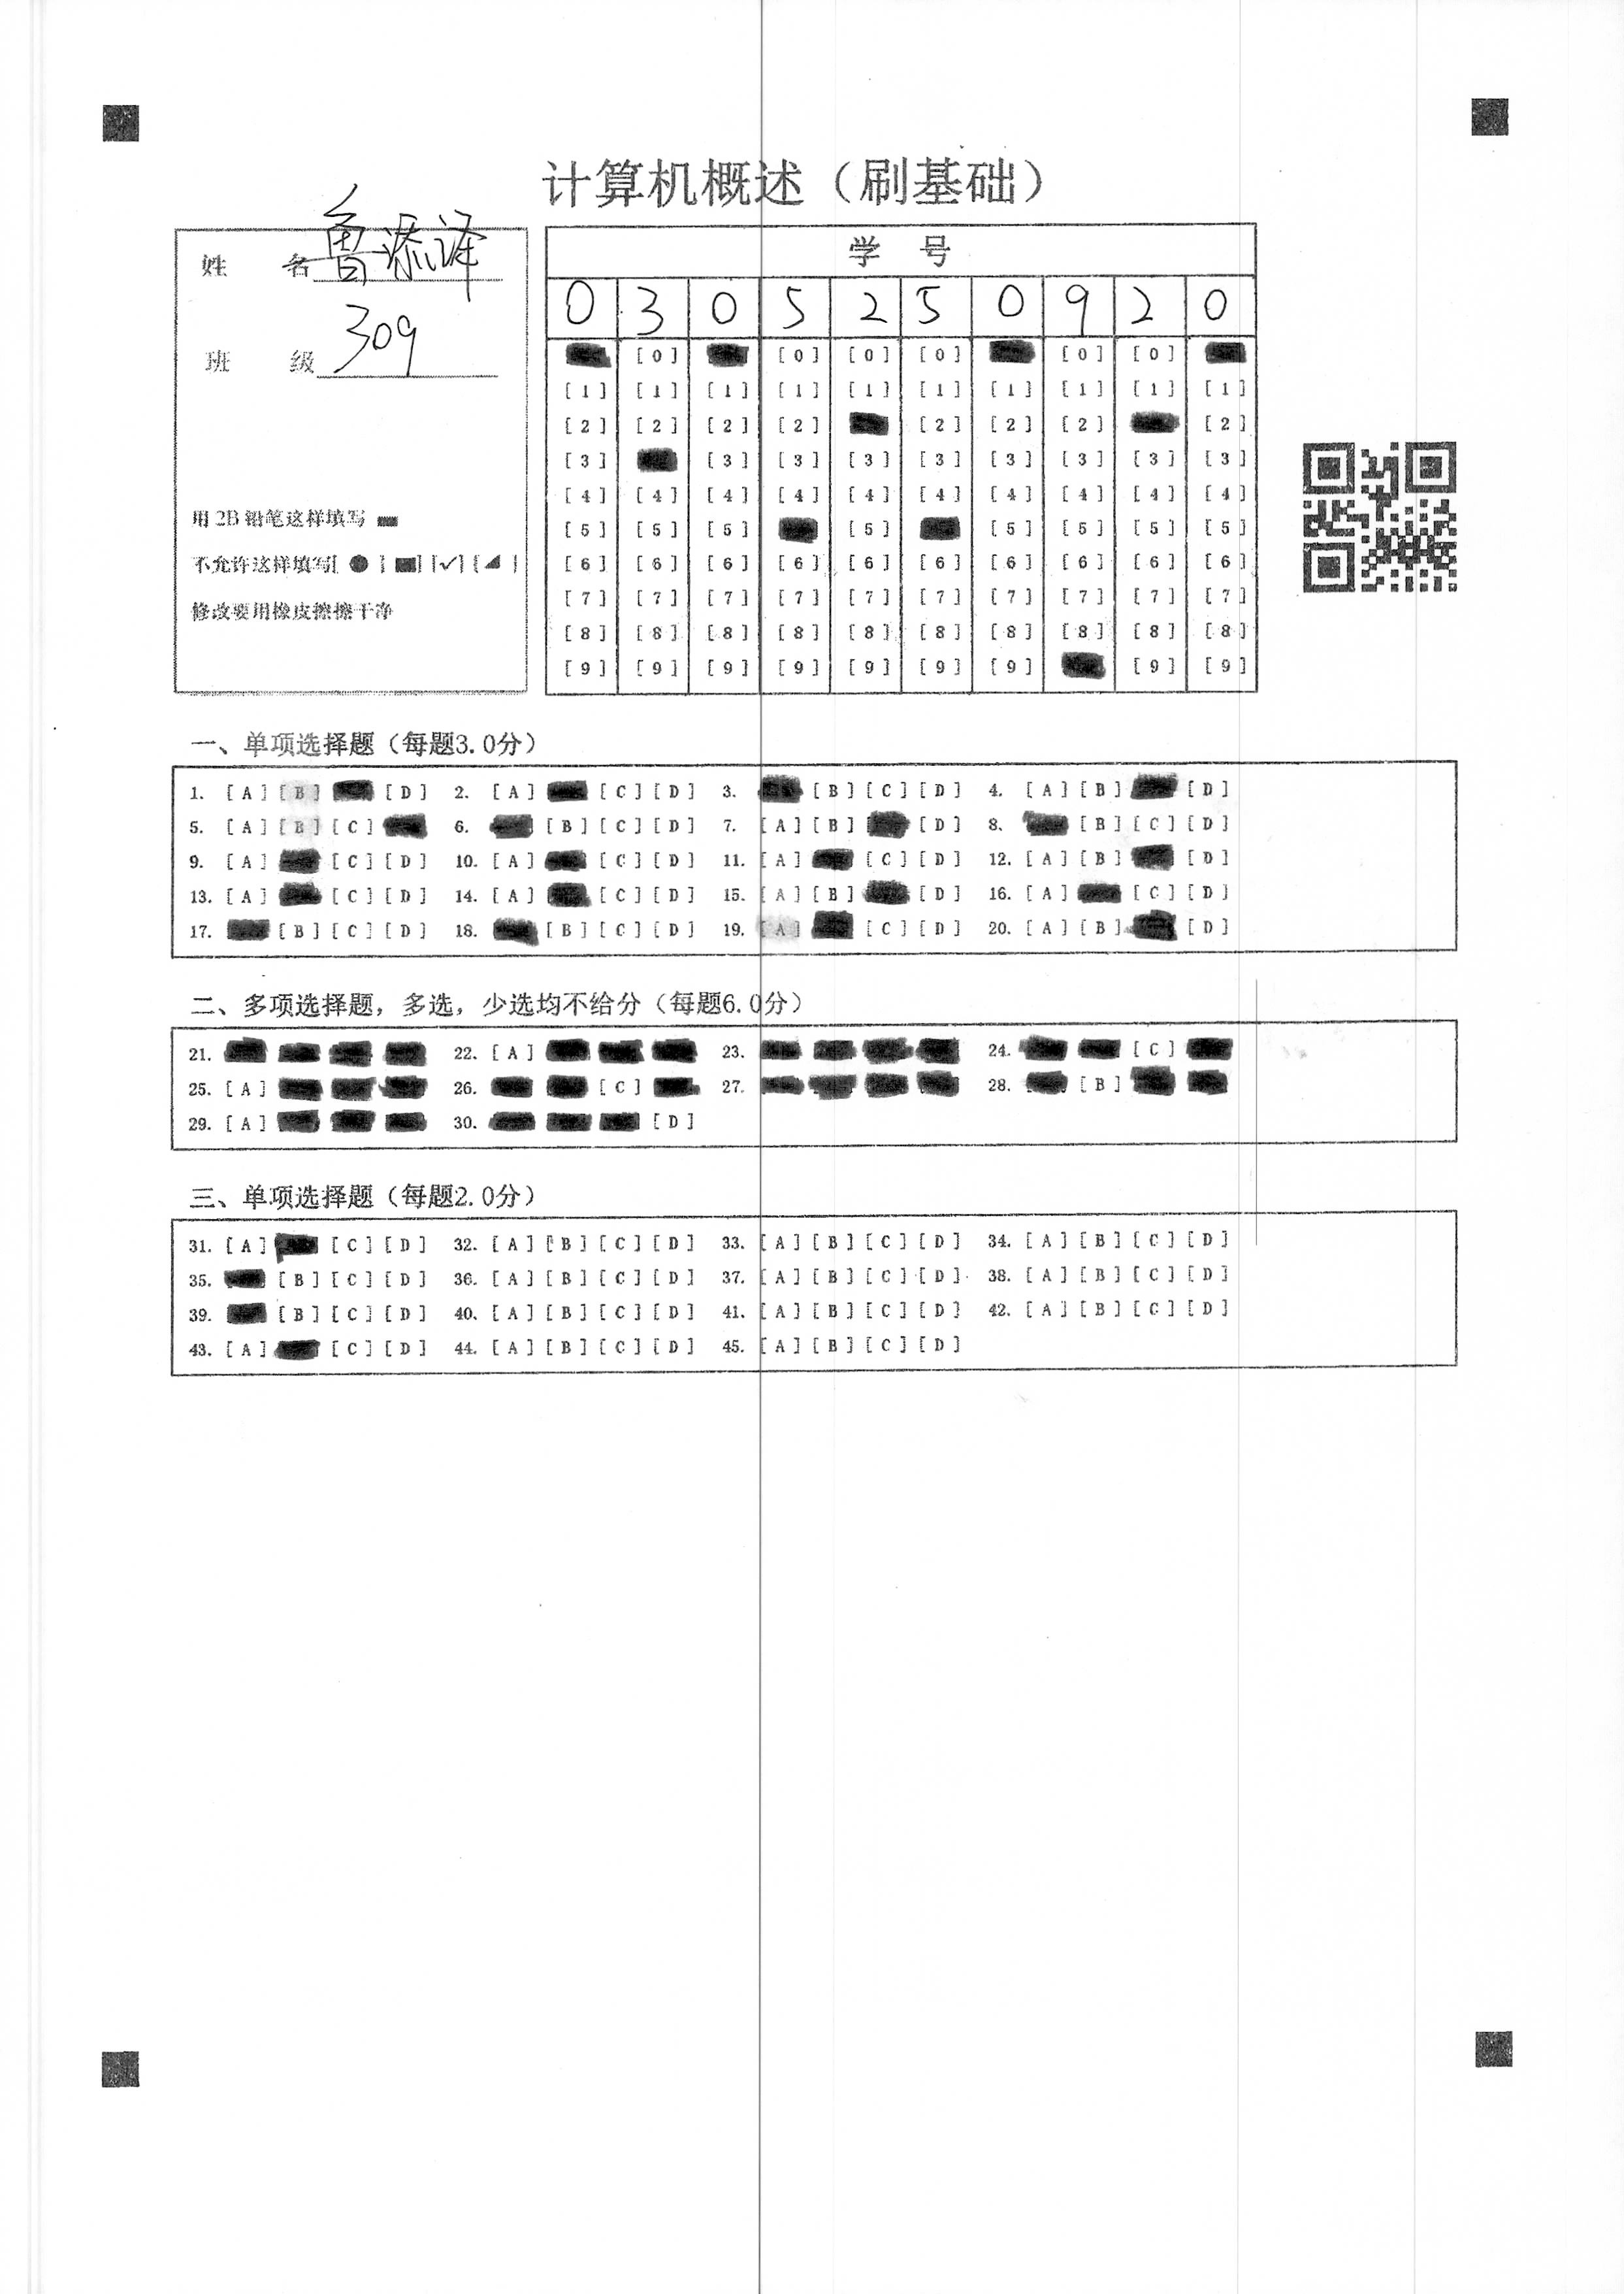 计算机概述（刷基础）
姓 名 鲁添泽
班 级 309
用 2B 铅笔这样填写
不允许这样填写[ ● ] [■] [✓] [◢ ]
修改要用橡皮擦擦干净
学 号
0 3 0 5 2 5 0 9 2 0
[0] [0] [0] [0] [0] [0]
[1] [1] [1] [1] [1] [1] [1] [1] [1] [1]
[2] [2] [2] [2] [2] [2] [2] [2]
[3] [3] [3] [3] [3] [3] [3] [3] [3]
[4] [4] [4] [4] [4] [4] [4] [4] [4] [4]
[5] [5] [5] [5] [5] [5] [5] [5]
[6] [6] [6] [6] [6] [6] [6] [6] [6] [6]
[7] [7] [7] [7] [7] [7] [7] [7] [7] [7]
[8] [8] [8] [8] [8] [8] [8] [8] [8] [8]
[9] [9] [9] [9] [9] [9] [9] [9] [9]
一、单项选择题（每题3.0分）
1. [A] [B] [D] 2. [A] [C] [D] 3. [B] [C] [D] 4. [A] [B] [D]
5. [A] [B] [C] 6. [B] [C] [D] 7. [A] [B] [D] 8. [B] [C] [D]
9. [A] [C] [D] 10. [A] [C] [D] 11. [A] [C] [D] 12. [A] [B] [D]
13. [A] [C] [D] 14. [A] [C] [D] 15. [A] [B] [D] 16. [A] [C] [D]
17. [B] [C] [D] 18. [B] [C] [D] 19. [A] [C] [D] 20. [A] [B] [D]
二、多项选择题，多选，少选均不给分（每题6.0分）
21. 22. [A] 23. 24. [C]
25. [A] 26. [C] 27. 28. [B]
29. [A] 30. [D]
三、单项选择题（每题2.0分）
31. [A] [C] [D] 32. [A] [B] [C] [D] 33. [A] [B] [C] [D] 34. [A] [B] [C] [D]
35. [B] [C] [D] 36. [A] [B] [C] [D] 37. [A] [B] [C] [D] 38. [A] [B] [C] [D]
39. [B] [C] [D] 40. [A] [B] [C] [D] 41. [A] [B] [C] [D] 42. [A] [B] [C] [D]
43. [A] [C] [D] 44. [A] [B] [C] [D] 45. [A] [B] [C] [D]